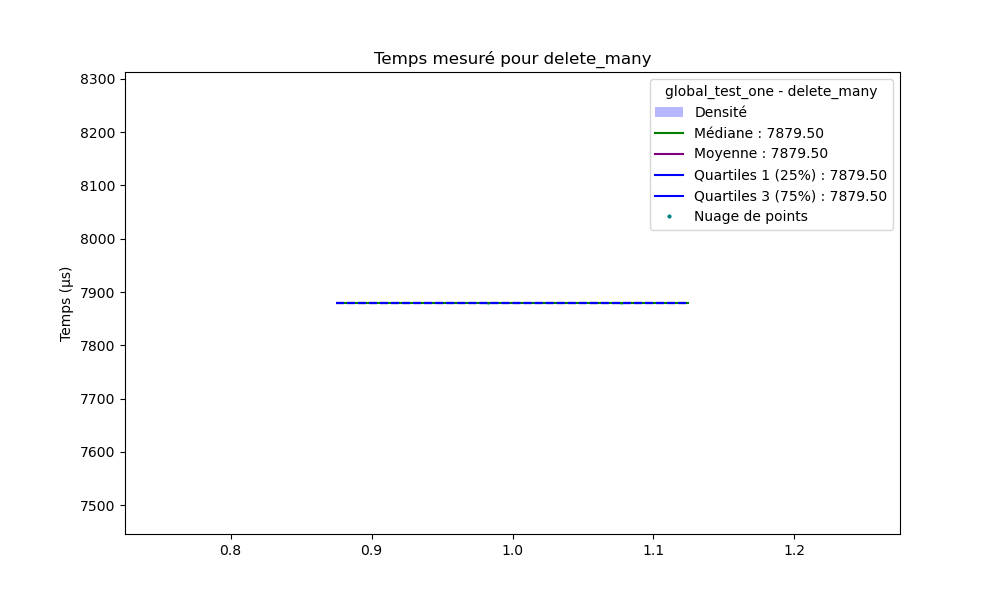 Temps mesuré pour delete_many
8300
8200
8100
8000
7900
7800
7700
7600
7500
Temps (µs)
global_test_one - delete_many
Densité
Médiane : 7879.50
Moyenne : 7879.50
Quartiles 1 (25%) : 7879.50
Quartiles 3 (75%) : 7879.50
Nuage de points
0.8 0.9 1.0 1.1 1.2